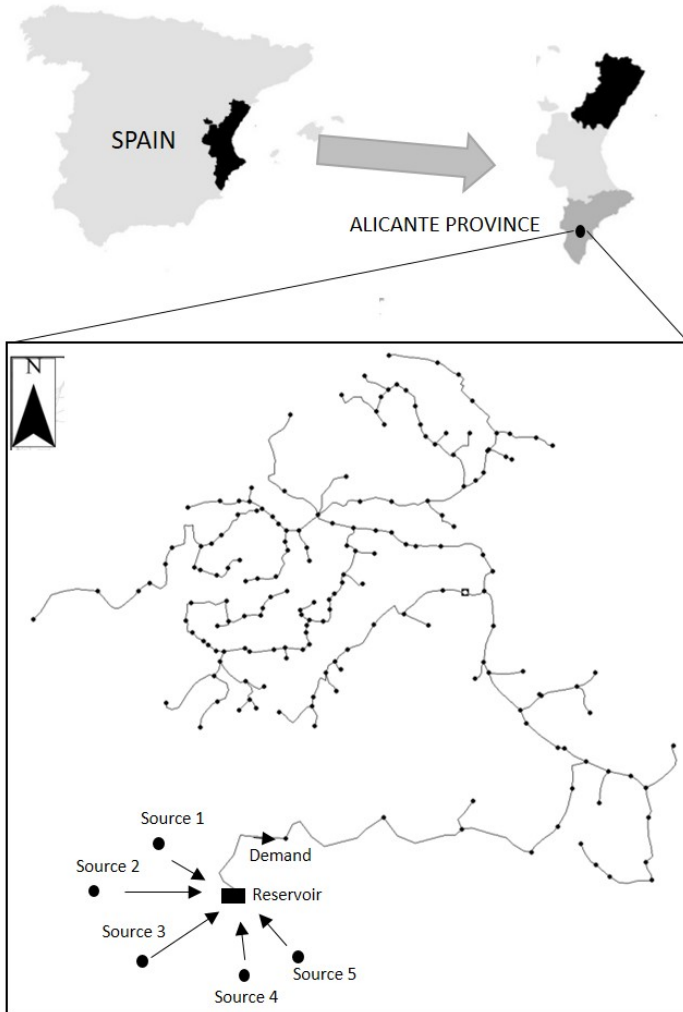 SPAIN
ALICANTE PROVINCE
N
Source 1
Demand
Source 2
Reservoir
Source 3
Source 5
Source 4